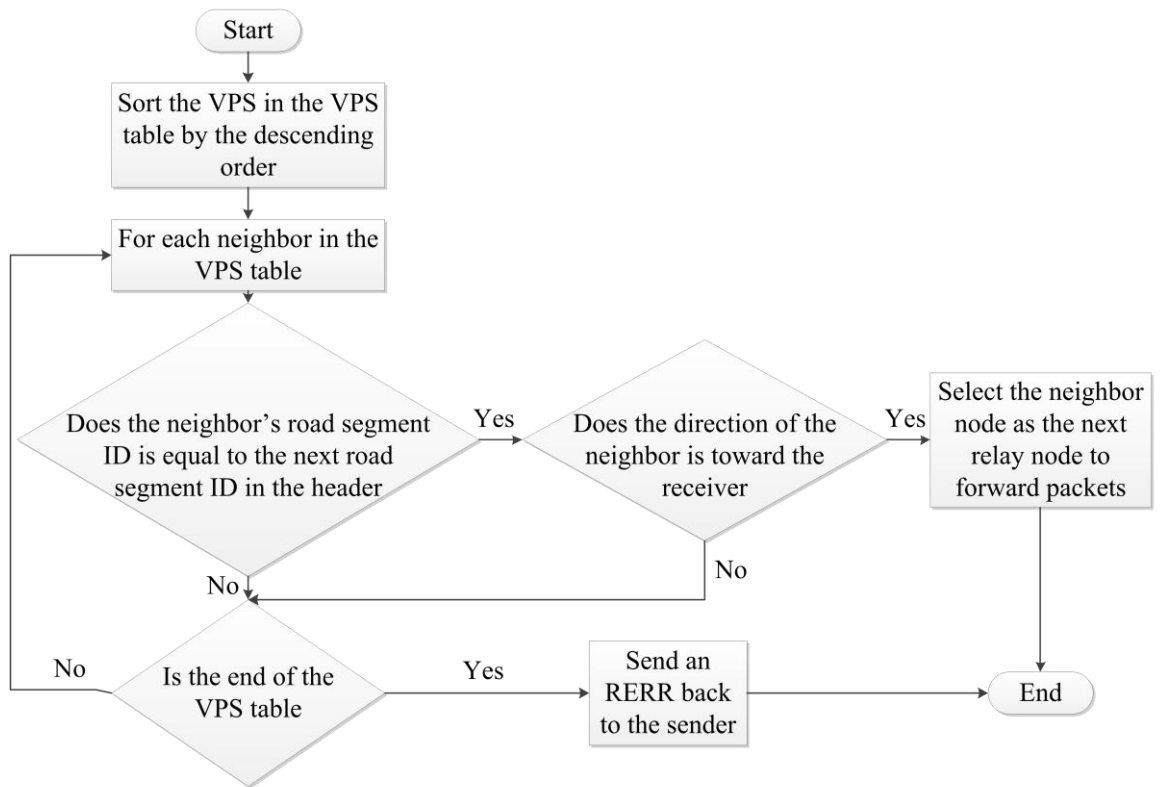 Start
Sort the VPS in the VPS
table by the descending
order
For each neighbor in the
VPS table
Does the neighbor's road segment
ID is equal to the next road
segment ID in the header
Yes
Does the direction of the
neighbor is toward the
receiver
Yes
Select the neighbor
node as the next
relay node to
forward packets
No
No
Is the end of the
VPS table
No
Yes
Send an
RERR back
to the sender
End